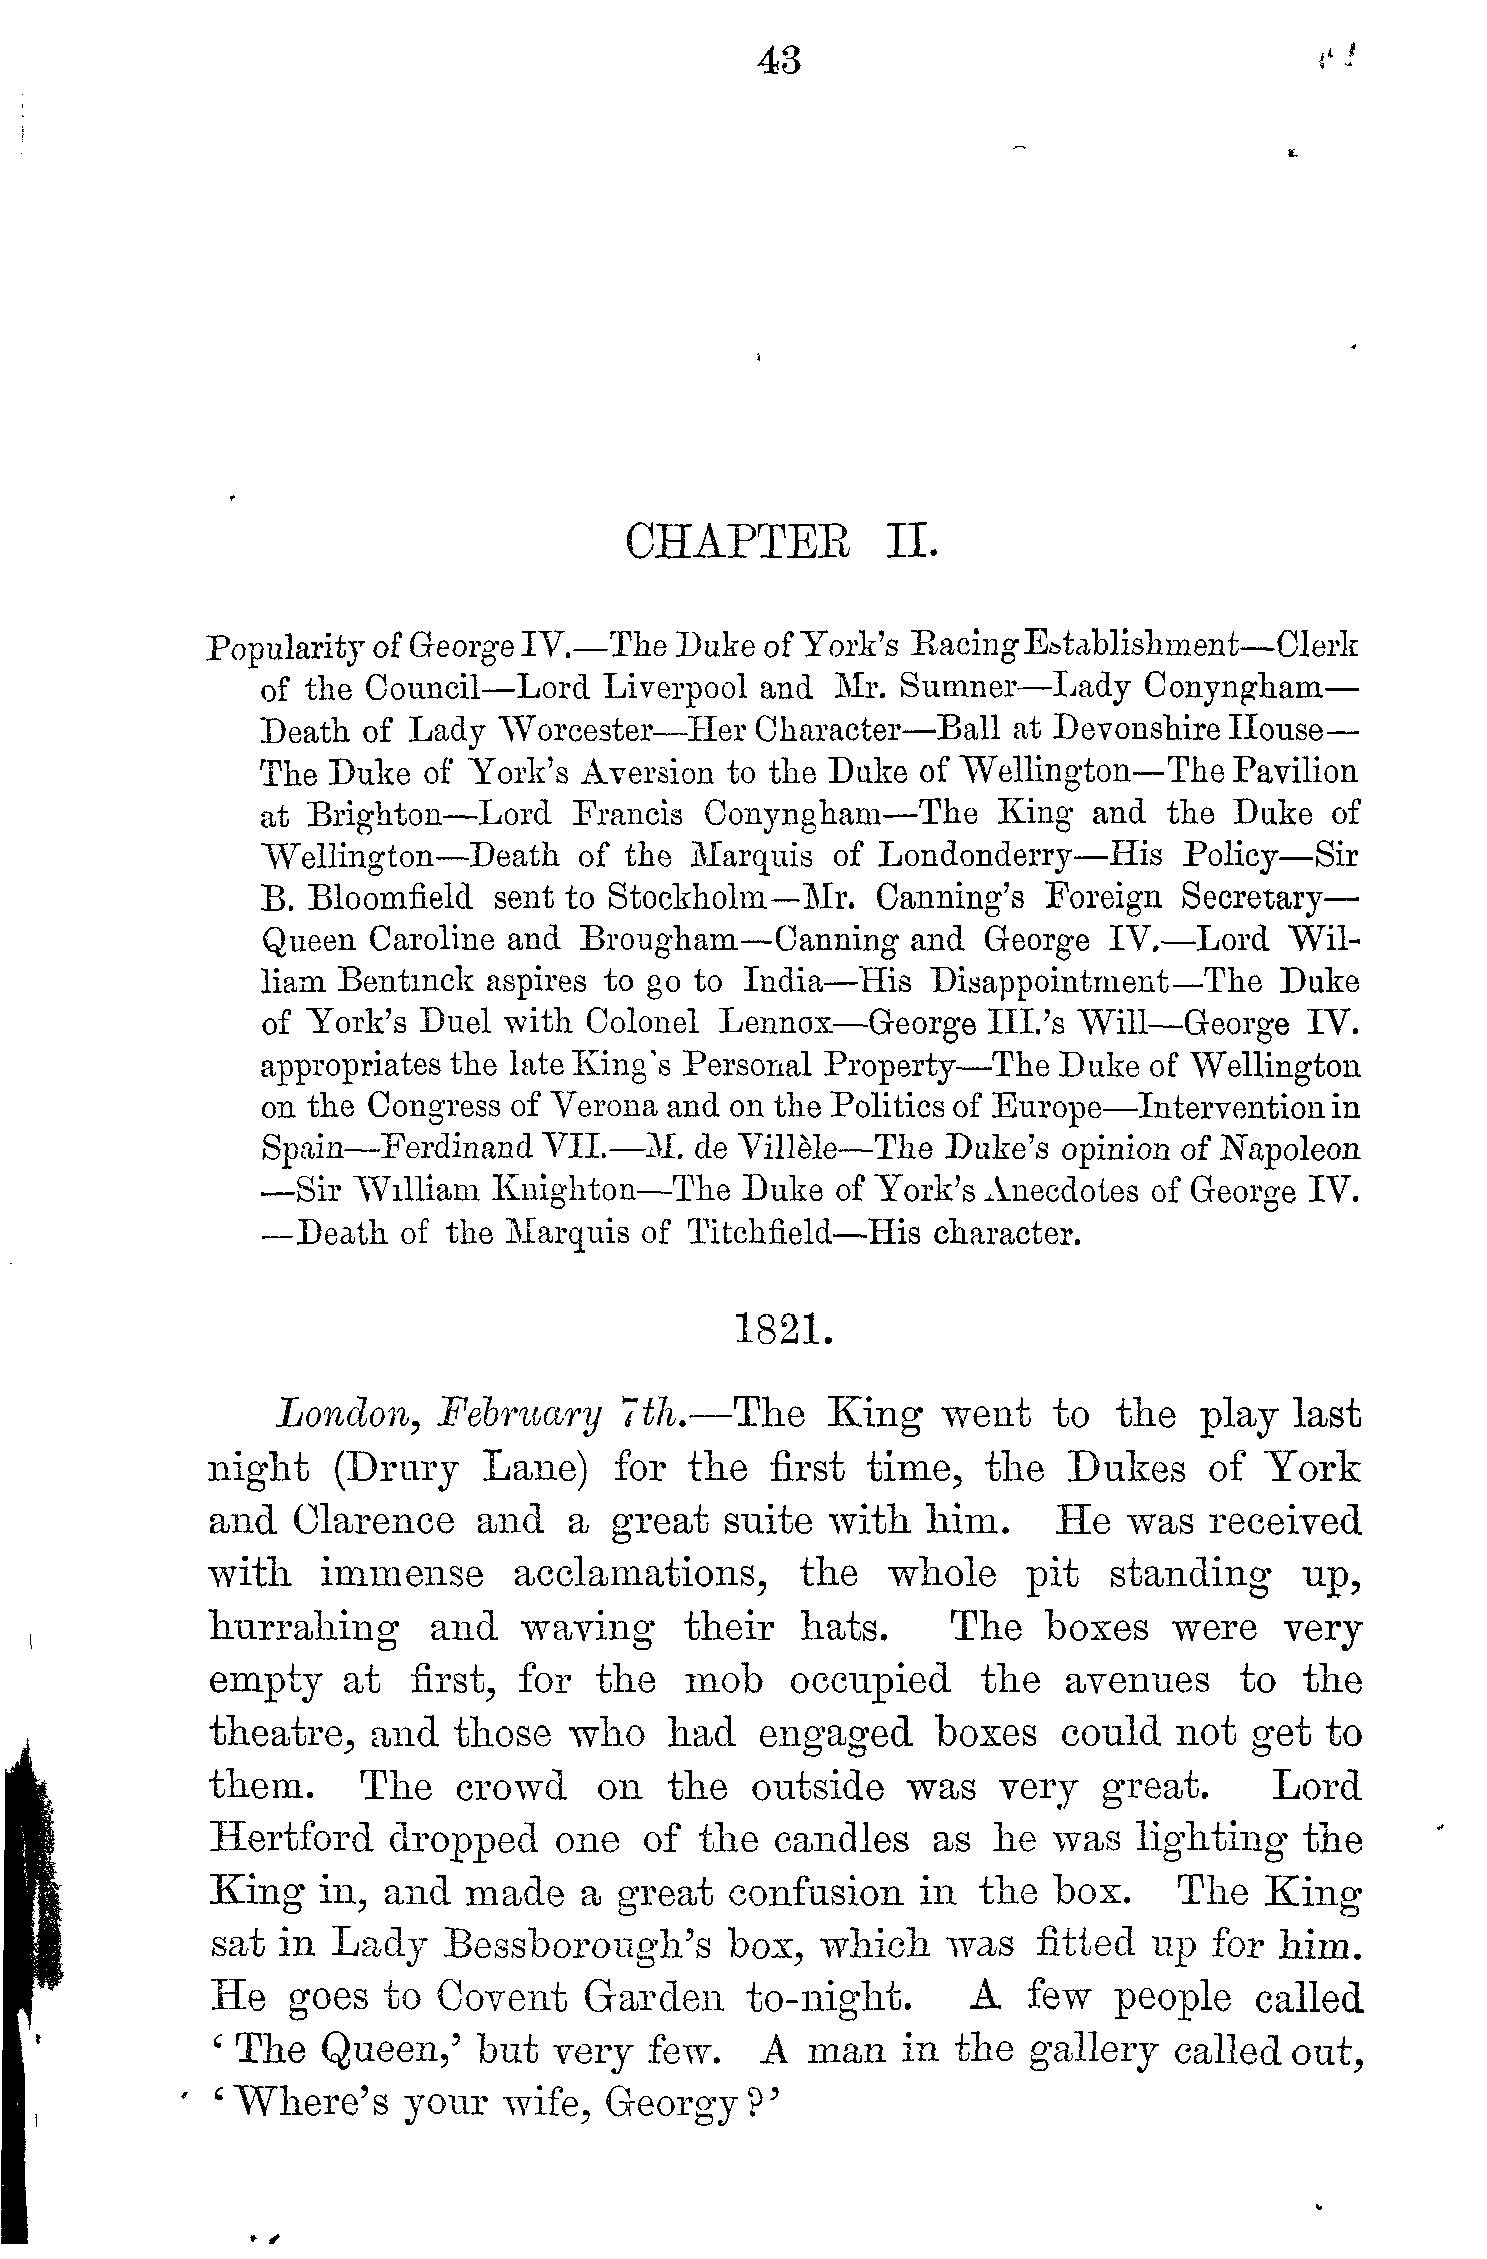 43
CHAPTER II.
Popularity of George IV.—The Duke of York's Racing Establishment—Clerk
of the Council—Lord Liverpool and Mr. Sumner—Lady Conyngham—
Death of Lady Worcester—Her Character—Ball at Devonshire House—
The Duke of York's Aversion to the Duke of Wellington—The Pavilion
at Brighton—Lord Francis Conyngham—The King and the Duke of
Wellington—Death of the Marquis of Londonderry—His Policy—Sir
B. Bloomfield sent to Stockholm—Mr. Canning's Foreign Secretary—
Queen Caroline and Brougham—Canning and George IV.—Lord Wil-
liam Bentinck aspires to go to India—His Disappointment—The Duke
of York's Duel with Colonel Lennox—George III.'s Will—George IV.
appropriates the late King's Personal Property—The Duke of Wellington
on the Congress of Verona and on the Politics of Europe—Intervention in
Spain—Ferdinand VII.—M. de Villèle—The Duke's opinion of Napoleon
—Sir William Knighton—The Duke of York's Anecdotes of George IV.
—Death of the Marquis of Titchfield—His character.
1821.
London, February 7th.—The King went to the play last
night (Drury Lane) for the first time, the Dukes of York
and Clarence and a great suite with him. He was received
with immense acclamations, the whole pit standing up,
hurrahing and waving their hats. The boxes were very
empty at first, for the mob occupied the avenues to the
theatre, and those who had engaged boxes could not get to
them. The crowd on the outside was very great. Lord
Hertford dropped one of the candles as he was lighting the
King in, and made a great confusion in the box. The King
sat in Lady Bessborough's box, which was fitted up for him.
He goes to Covent Garden to-night. A few people called
‘The Queen,’ but very few. A man in the gallery called out,
‘Where's your wife, Georgy?’